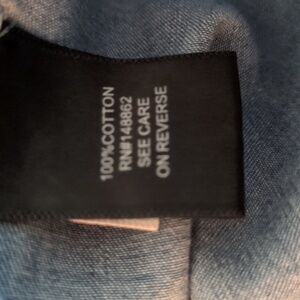 100%COTTON
RN#148862
SEE CARE
ON REVERSE